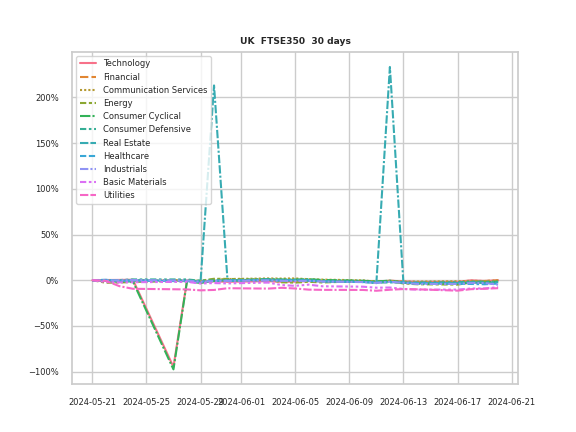 UK  FTSE350  30 days
Technology
Financial
Communication Services
Energy
Consumer Cyclical
Consumer Defensive
Real Estate
Healthcare
Industrials
Basic Materials
Utilities
200%
150%
100%
50%
0%
−50%
−100%
2024-05-21 2024-05-25 2024-05-29 2024-06-01 2024-06-05 2024-06-09 2024-06-13 2024-06-17 2024-06-21